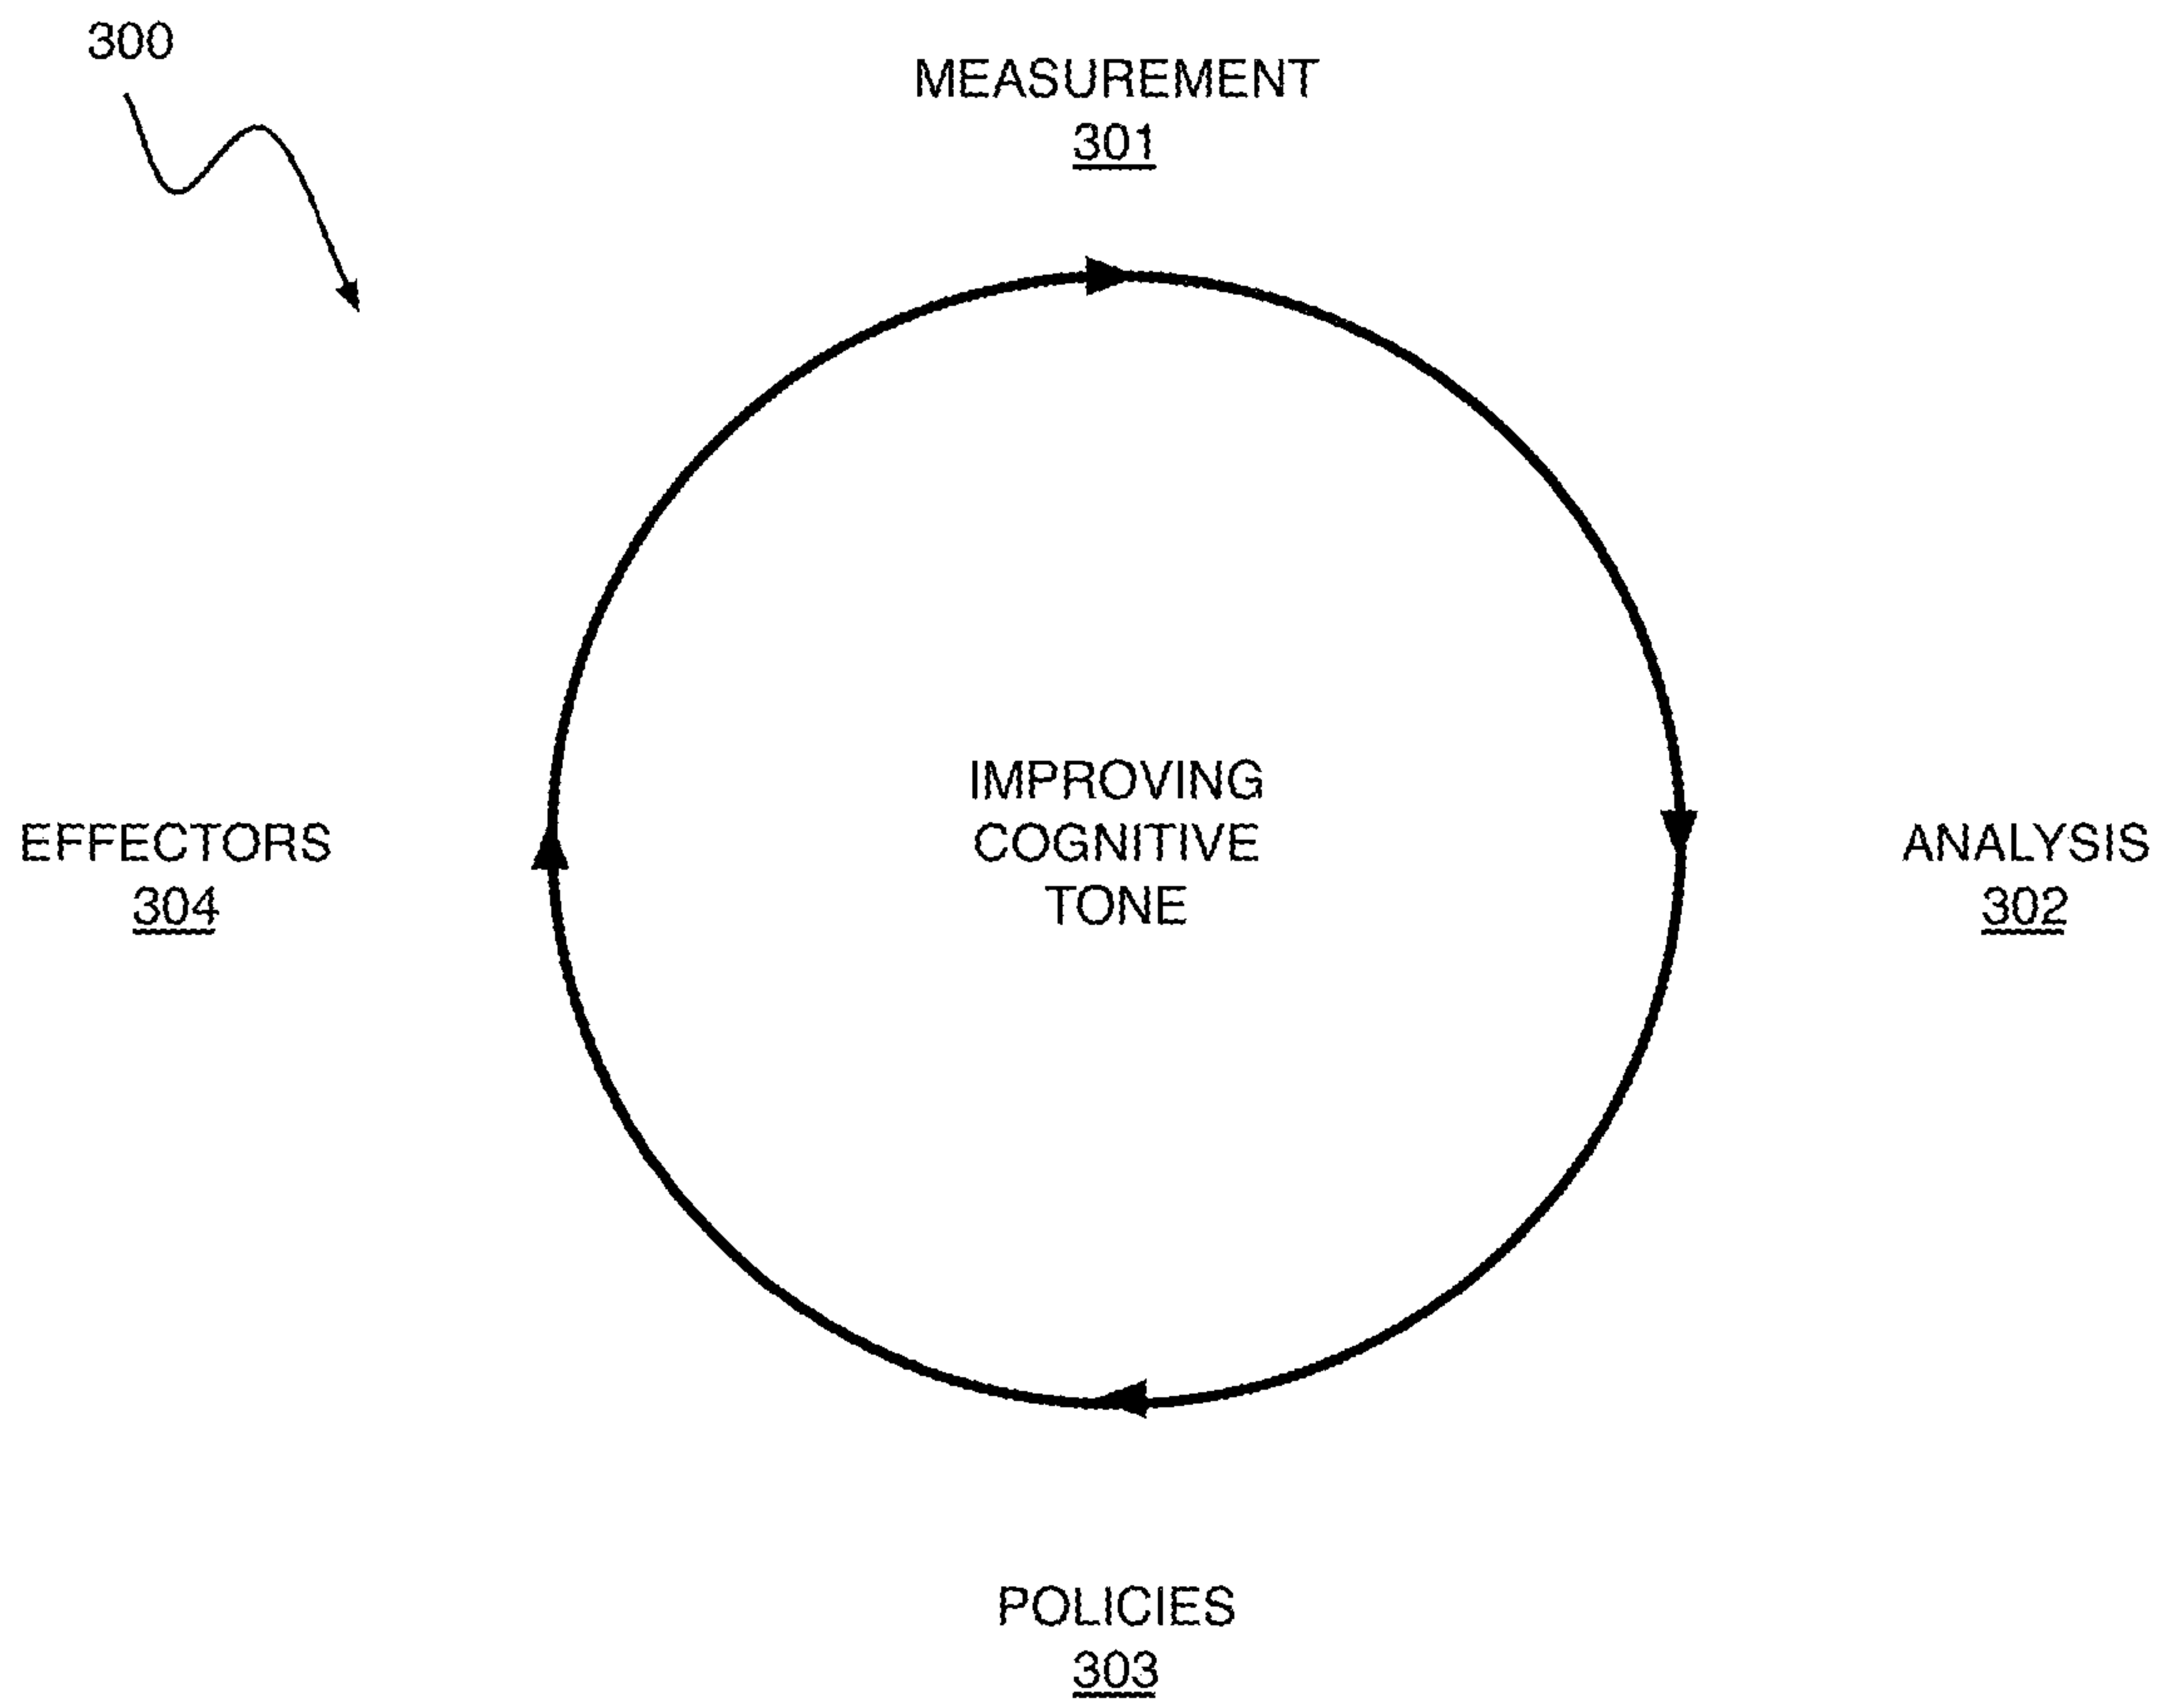 300
MEASUREMENT
301
IMPROVING
COGNITIVE
TONE
EFFECTORS
304
ANALYSIS
302
POLICIES
303